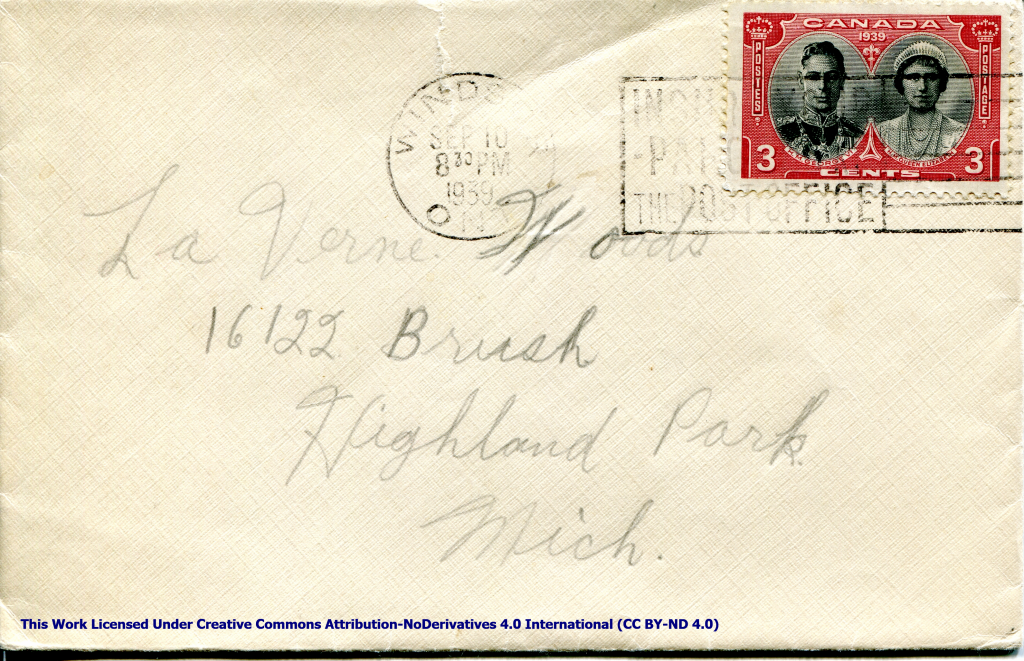 CANADA
1939
POSTES
POSTAGE
3 CENTS 3
WINDSO
SEP 10
8 30 PM
1939
O
THE POST OFFICE
La Verne Woods
16122 Brush
Highland Park
Mich.
This Work Licensed Under Creative Commons Attribution-NoDerivatives 4.0 International (CC BY-ND 4.0)